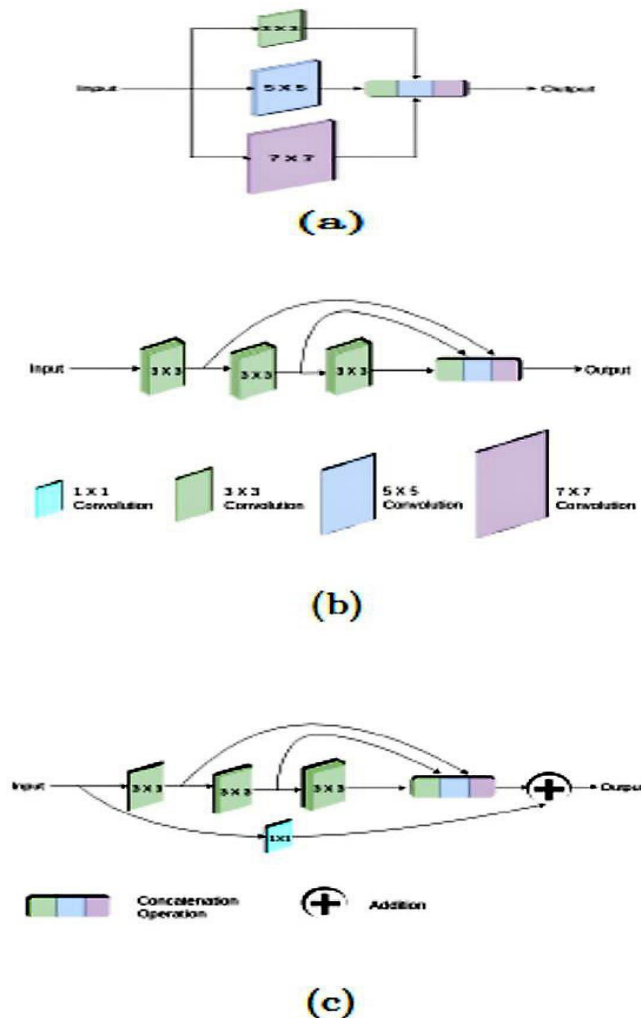 3 X 3
Input
5 X 5
Output
7 X 7
(a)
Input
3 X 3
3 X 3
3 X 3
Output
1 X 1
Convolution
3 X 3
Convolution
5 X 5
Convolution
7 X 7
Convolution
(b)
Input
3 X 3
3 X 3
3 X 3
Output
1X1
Concatenation
Operation
Addition
(c)